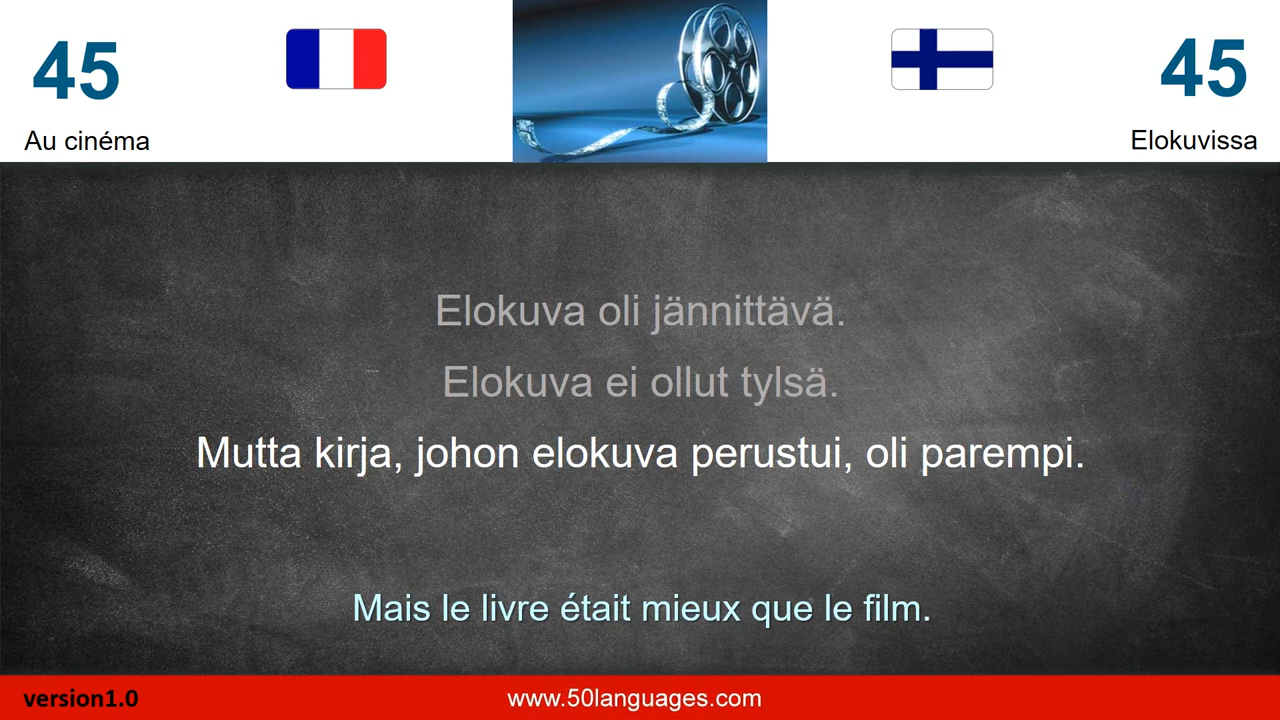 45
45
Au cinéma
Elokuvissa
Elokuva oli jännittävä.
Elokuva ei ollut tylsä.
Mutta kirja, johon elokuva perustui, oli parempi.
Mais le livre était mieux que le film.
version1.0
www.50languages.com